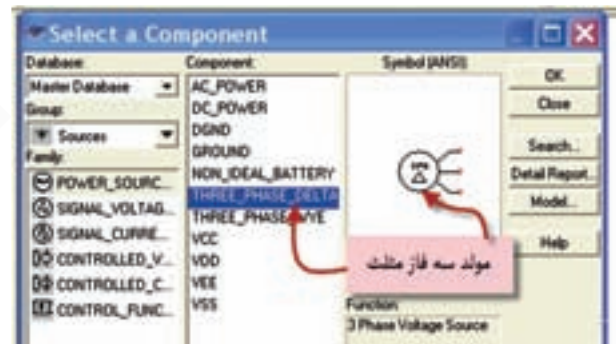 Select a Component
Database:
Master Database
Group:
Sources
Family:
POWER_SOURC...
SIGNAL_VOLTAG...
SIGNAL_CURRE...
CONTROLLED_V...
CONTROLLED_C...
CONTROL_FUNC...
Component:
AC_POWER
DC_POWER
DGND
GROUND
NON_IDEAL_BATTERY
THREE_PHASE_DELTA
THREE_PHASE_WYE
VCC
VDD
VEE
VSS
Symbol (ANSI)
مولد سه فاز مثلث
Function:
3 Phase Voltage Source
OK
Close
Search...
Detail Report...
Model...
Help